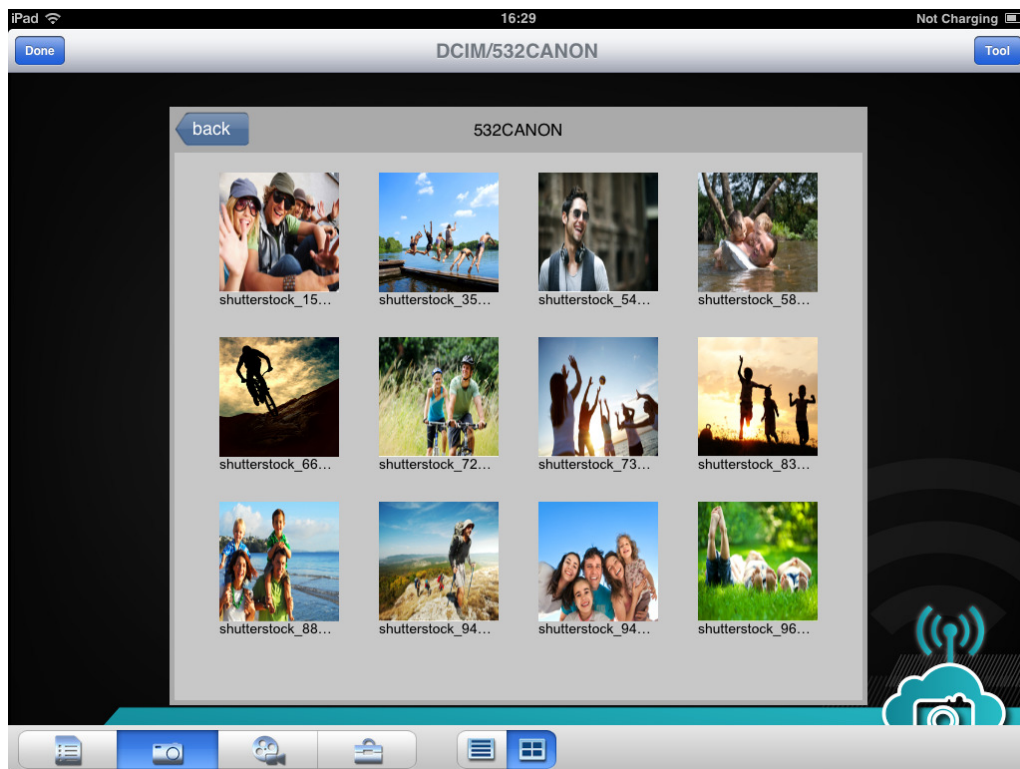 iPad 16:29 Not Charging
Done DCIM/532CANON Tool
back 532CANON
shutterstock_15... shutterstock_35... shutterstock_54... shutterstock_58...
shutterstock_66... shutterstock_72... shutterstock_73... shutterstock_83...
shutterstock_88... shutterstock_94... shutterstock_94... shutterstock_96...